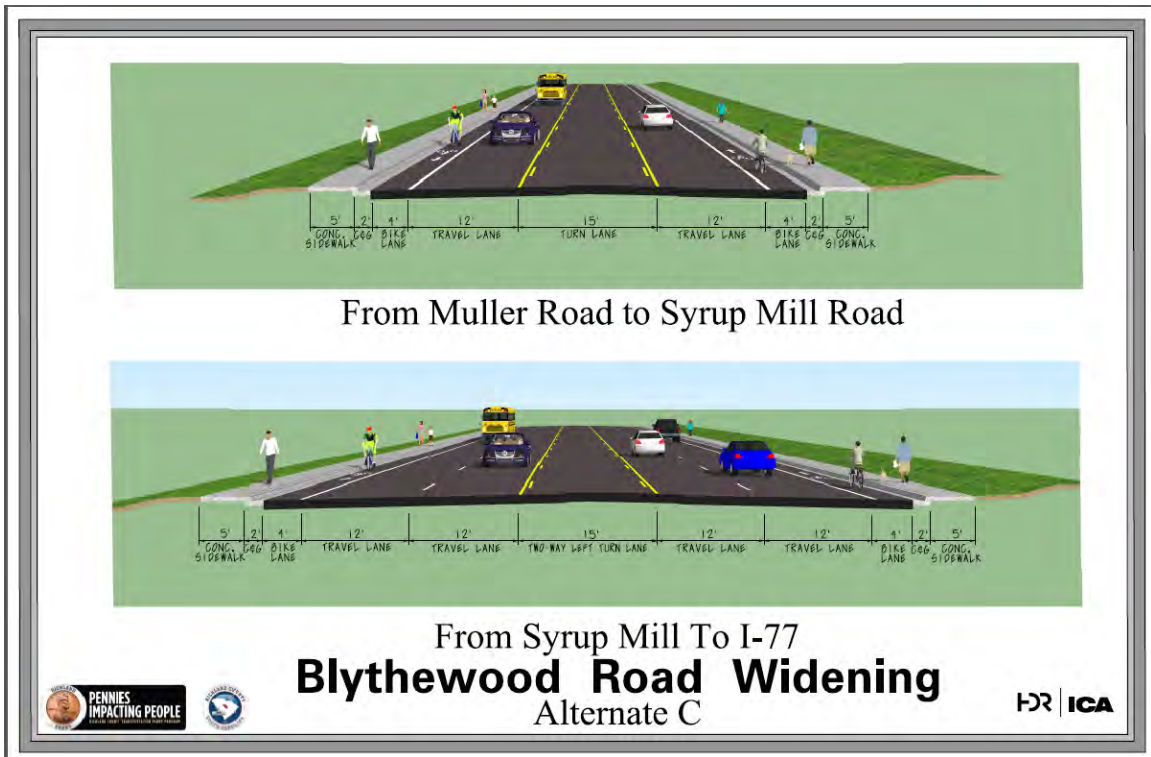 5' 2' 4' 12' 15' 12' 4' 2' 5'
CONC. SIDEWALK C&G BIKE LANE TRAVEL LANE TURN LANE TRAVEL LANE BIKE LANE C&G CONC. SIDEWALK
From Muller Road to Syrup Mill Road
5' 2' 4' 12' 12' 15' 12' 12' 4' 2' 5'
CONC. SIDEWALK C&G BIKE LANE TRAVEL LANE TRAVEL LANE TWO-WAY LEFT TURN LANE TRAVEL LANE TRAVEL LANE BIKE LANE C&G CONC. SIDEWALK
From Syrup Mill To I-77
Blythewood Road Widening
Alternate C
PENNIES
IMPACTING PEOPLE
HDR | ICA